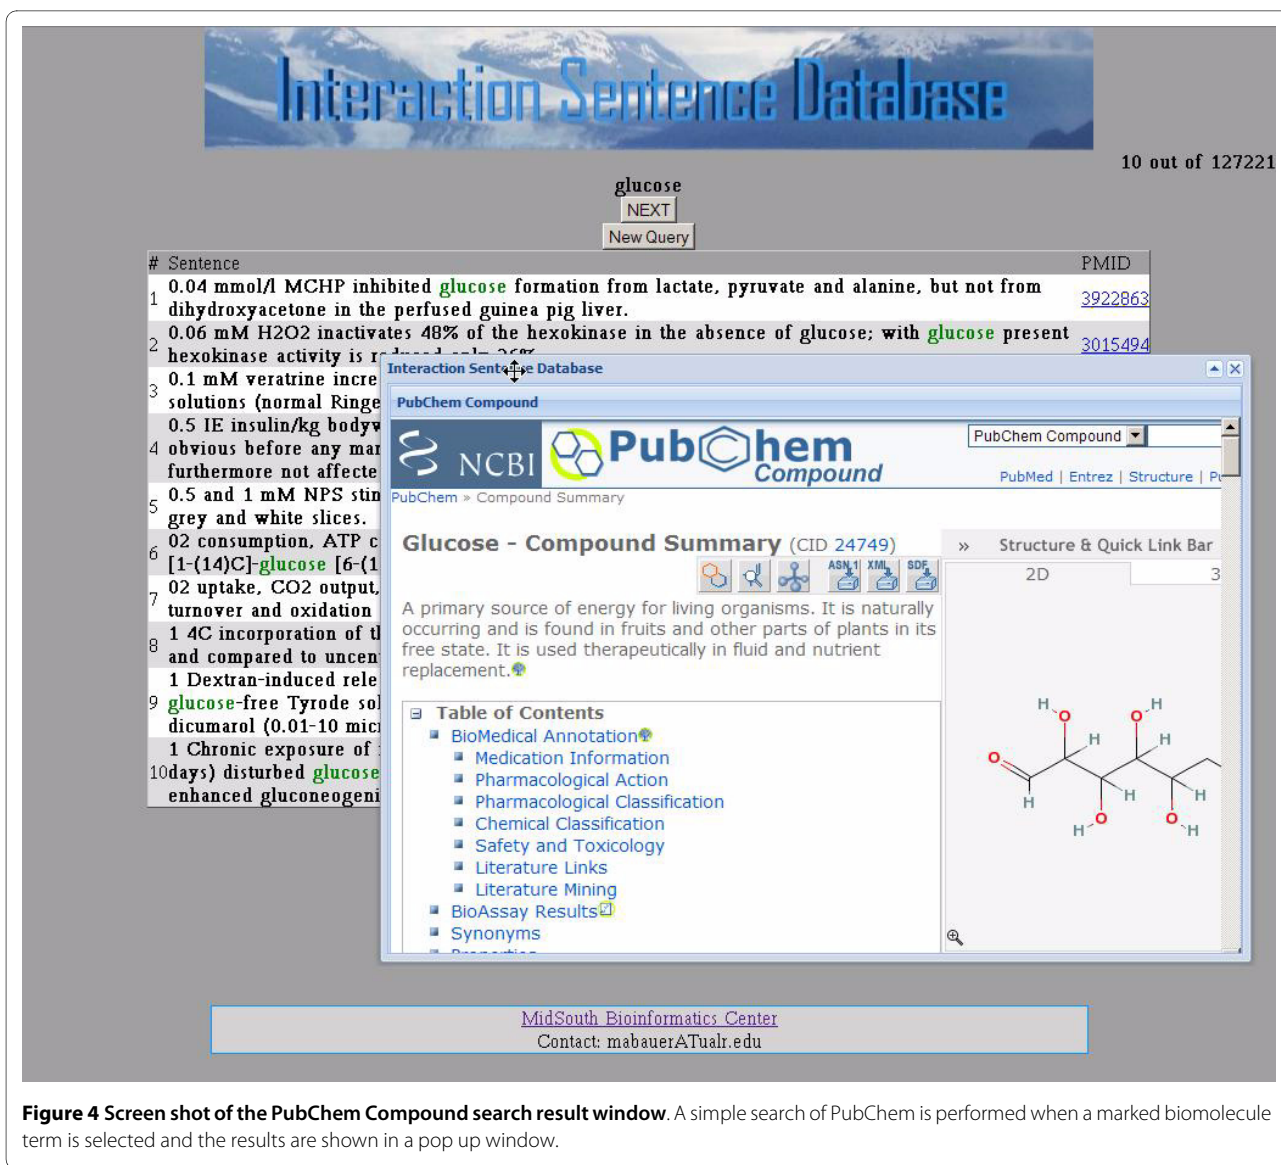 Interaction Sentence Database
10 out of 127221
glucose
NEXT
New Query
# Sentence PMID
1 0.04 mmol/l MCHP inhibited glucose formation from lactate, pyruvate and alanine, but not from
dihydroxyacetone in the perfused guinea pig liver. 3922863
2 0.06 mM H2O2 inactivates 48% of the hexokinase in the absence of glucose; with glucose present
hexokinase activity is reduced only 26% 3015494
3 0.1 mM veratrine incre
solutions (normal Ringe
4 0.5 IE insulin/kg bodyw
obvious before any mar
furthermore not affecte
5 0.5 and 1 mM NPS stin
grey and white slices.
6 02 consumption, ATP c
[1-(14)C]-glucose [6-(1
7 02 uptake, CO2 output,
turnover and oxidation
8 1 4C incorporation of tl
and compared to uncen
9 1 Dextran-induced rele
glucose-free Tyrode sol
dicumarol (0.01-10 micr
10 1 Chronic exposure of
days) disturbed glucose
enhanced gluconeogeni
Interaction Sentence Database
PubChem Compound
NCBI PubChem Compound
PubChem Compound
PubMed | Entrez | Structure | Pu
PubChem » Compound Summary
Glucose - Compound Summary (CID 24749)
» Structure & Quick Link Bar
ASN.1 XML SDF
2D 3
A primary source of energy for living organisms. It is naturally
occurring and is found in fruits and other parts of plants in its
free state. It is used therapeutically in fluid and nutrient
replacement.
Table of Contents
BioMedical Annotation
Medication Information
Pharmacological Action
Pharmacological Classification
Chemical Classification
Safety and Toxicology
Literature Links
Literature Mining
BioAssay Results
Synonyms
Properties
H O O H
H H
O
H H H
H O O H
MidSouth Bioinformatics Center
Contact: mabauerATualr.edu
Figure 4 Screen shot of the PubChem Compound search result window. A simple search of PubChem is performed when a marked biomolecule
term is selected and the results are shown in a pop up window.